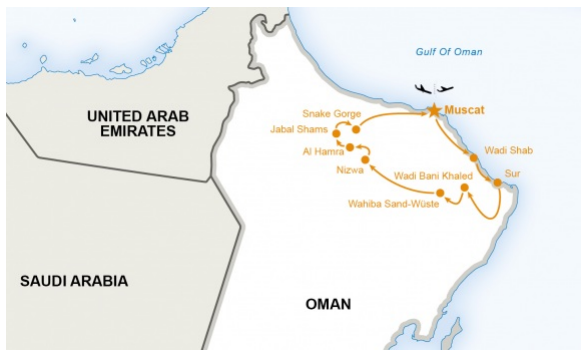 Gulf Of Oman
Muscat
Snake Gorge
UNITED ARAB
EMIRATES
Jabal Shams
Al Hamra
Wadi Shab
Nizwa
Wadi Bani Khaled
Sur
Wahiba Sand-Wüste
SAUDI ARABIA
OMAN